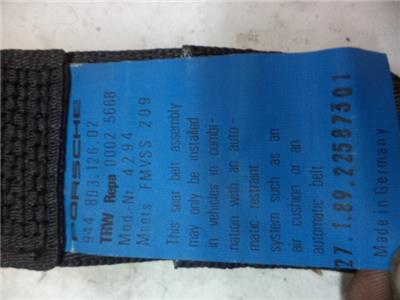 PORSCHE
944 803 126 02
TRW Repa 0002 5668
Mod.-Nr. 4294
Meets FMVSS 209
This seat belt assembly
may only be installed
in vehicles in combi-
nation with an auto-
matic restraint
system such as an
air cushion or an
automatic belt
27.1.89.22587301
Made in Germany